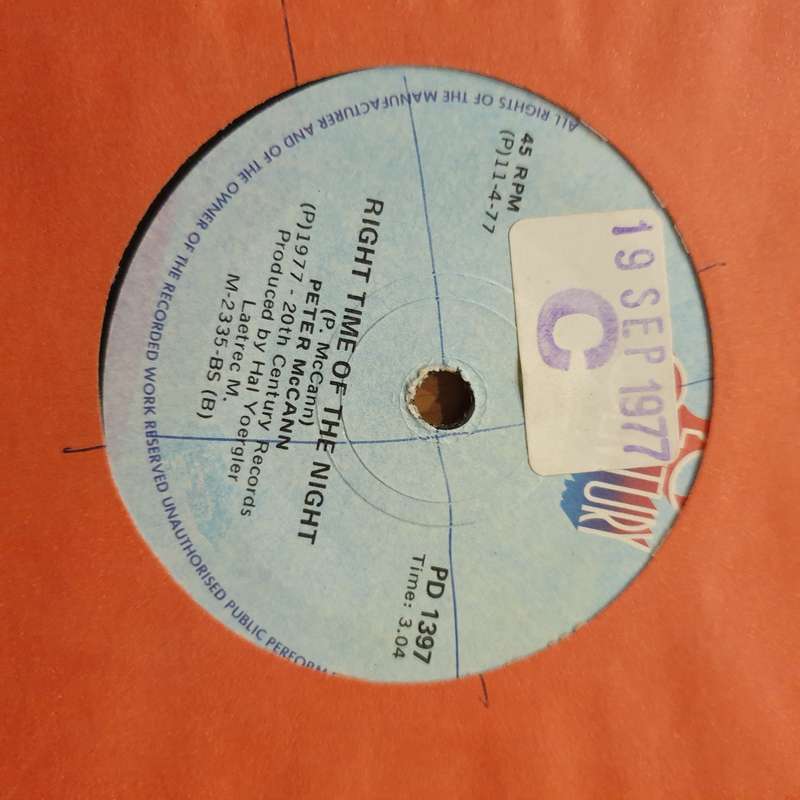 ALL RIGHTS OF THE MANUFACTURER AND OF THE OWNER OF THE RECORDED WORK RESERVED UNAUTHORISED PUBLIC PERFORM
19 SEP 1977
C
TURY
45 RPM
(P)11-4-77
PD 1397
Time: 3.04
RIGHT TIME OF THE NIGHT
(P. McCann)
PETER McCANN
(P)1977 - 20th Century Records
Produced by Hal Yoergler
Laetrec M.
M-2335-BS (B)